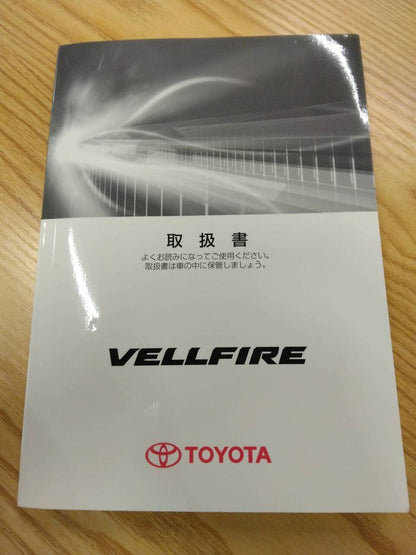 取扱書
よくお読みになってご使用ください。
取扱書は車の中に保管しましょう。
VELLFIRE
TOYOTA